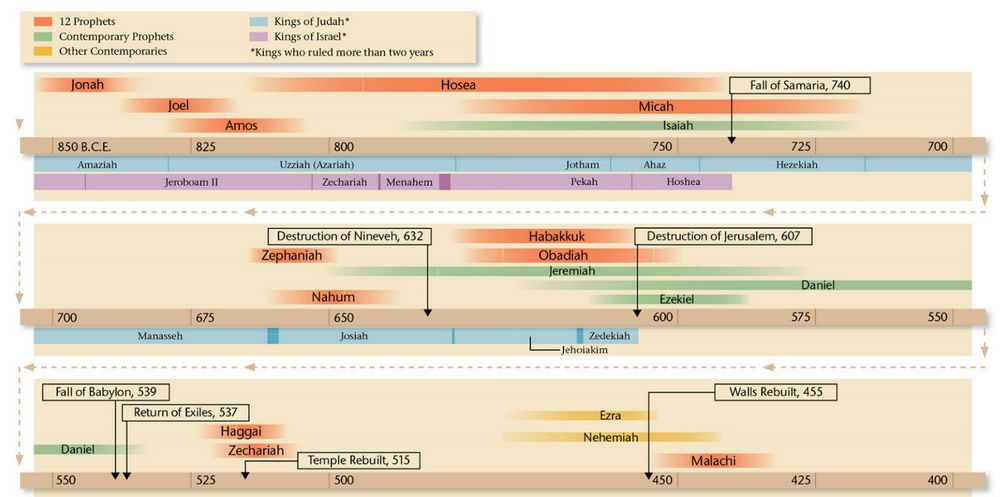 12 Prophets
Contemporary Prophets
Other Contemporaries
Kings of Judah*
Kings of Israel*
*Kings who ruled more than two years
Jonah
Hosea
Fall of Samaria, 740
Joel
Micah
Amos
Isaiah
850 B.C.E. 825 800 750 725 700
Amaziah Uzziah (Azariah) Jotham Ahaz Hezekiah
Jeroboam II Zechariah Menahem Pekah Hoshea
Destruction of Nineveh, 632
Habakkuk
Destruction of Jerusalem, 607
Zephaniah
Obadiah
Jeremiah
Daniel
Nahum
Ezekiel
700 675 650 600 575 550
Manasseh Josiah Zedekiah
Jehoiakim
Fall of Babylon, 539
Walls Rebuilt, 455
Return of Exiles, 537
Ezra
Haggai
Nehemiah
Daniel
Zechariah
Temple Rebuilt, 515
Malachi
550 525 500 450 425 400